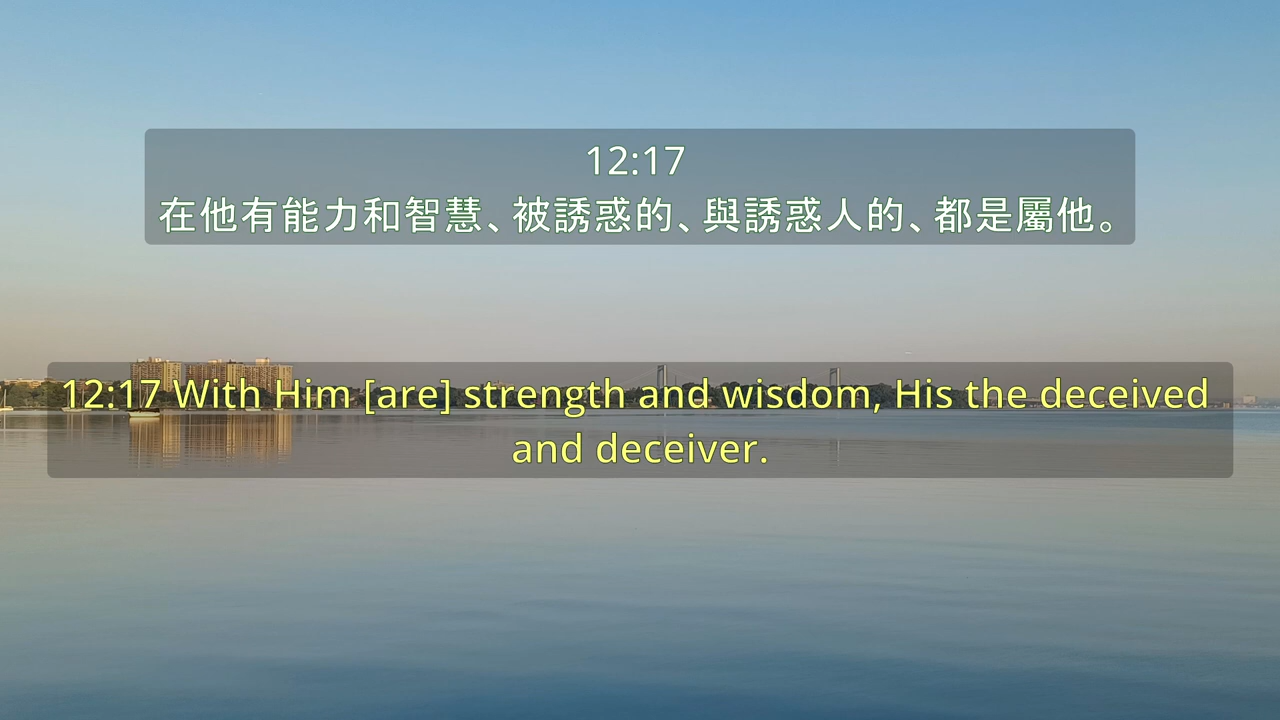 12:17
在他有能力和智慧、被誘惑的、與誘惑人的、都是屬他。
12:17 With Him [are] strength and wisdom, His the deceived
and deceiver.